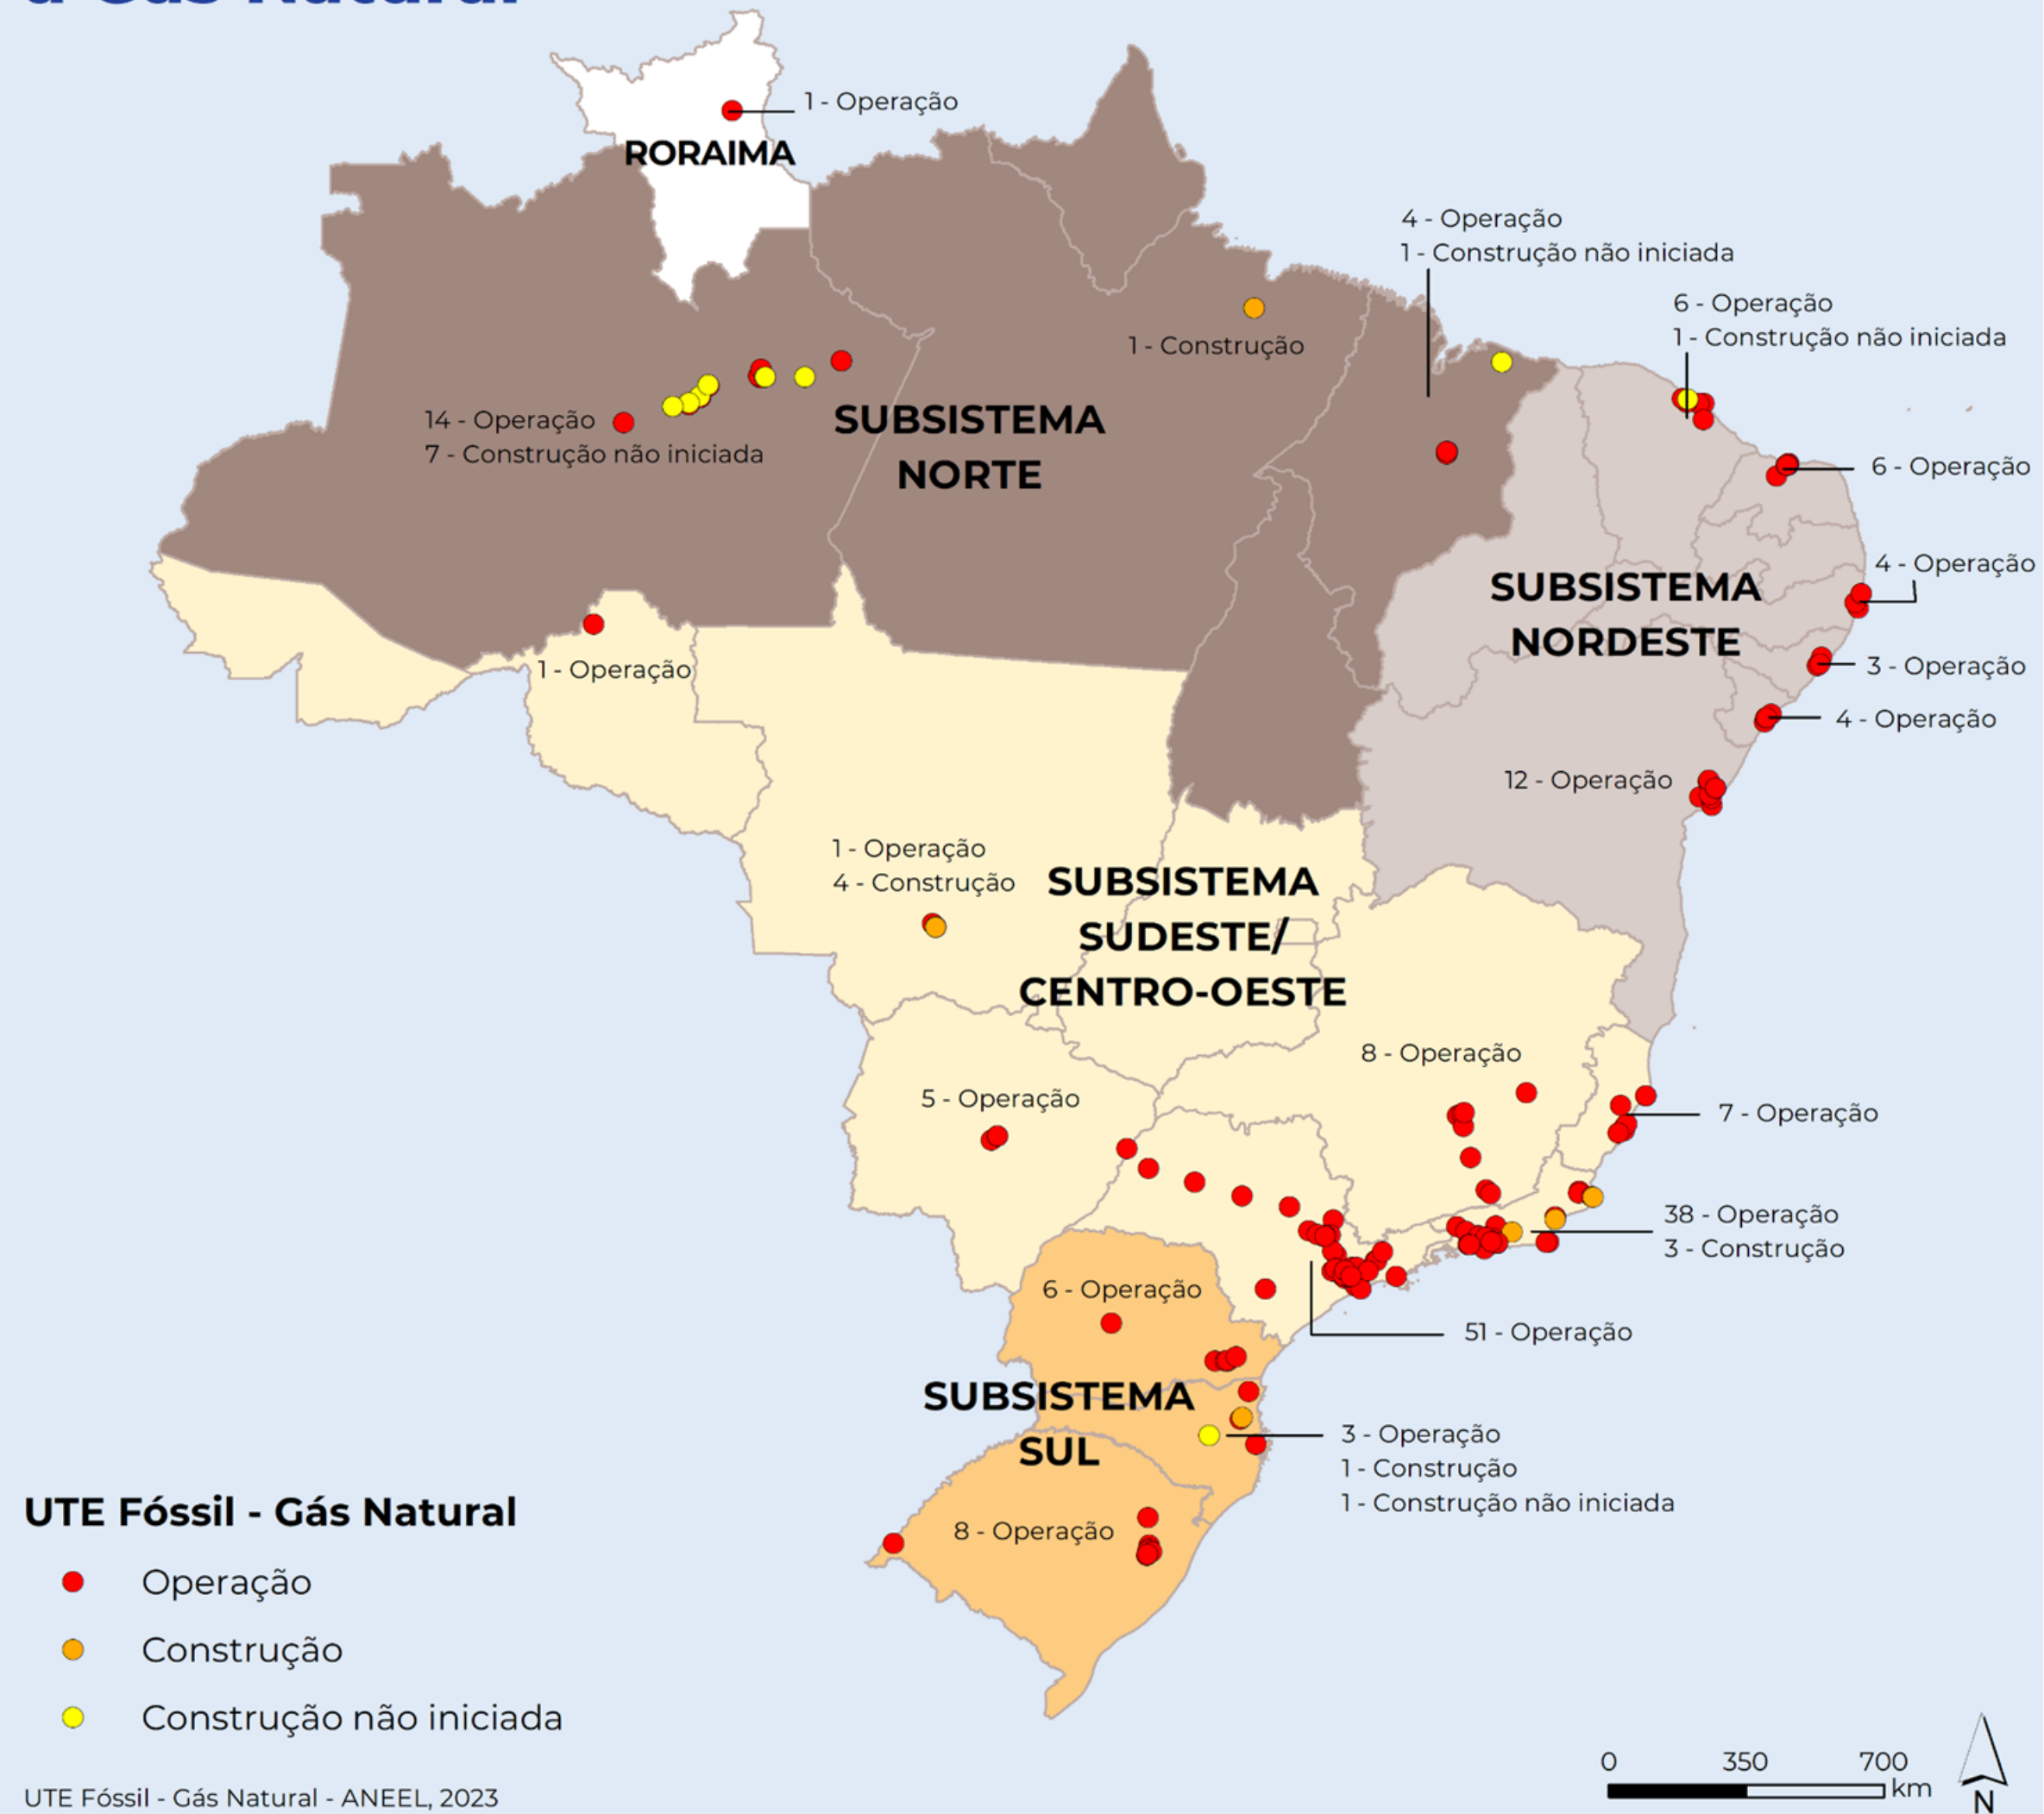 a Gás Natural
1 - Operação
RORAIMA
4 - Operação
1 - Construção não iniciada
6 - Operação
1 - Construção não iniciada
1 - Construção
14 - Operação
7 - Construção não iniciada
SUBSISTEMA
NORTE
6 - Operação
4 - Operação
SUBSISTEMA
NORDESTE
1 - Operação
3 - Operação
4 - Operação
12 - Operação
1 - Operação
4 - Construção
SUBSISTEMA
SUDESTE/
CENTRO-OESTE
8 - Operação
5 - Operação
7 - Operação
38 - Operação
3 - Construção
6 - Operação
51 - Operação
SUBSISTEMA
SUL
3 - Operação
1 - Construção
1 - Construção não iniciada
8 - Operação
UTE Fóssil - Gás Natural
Operação
Construção
Construção não iniciada
0 350 700
km
N
UTE Fóssil - Gás Natural - ANEEL, 2023